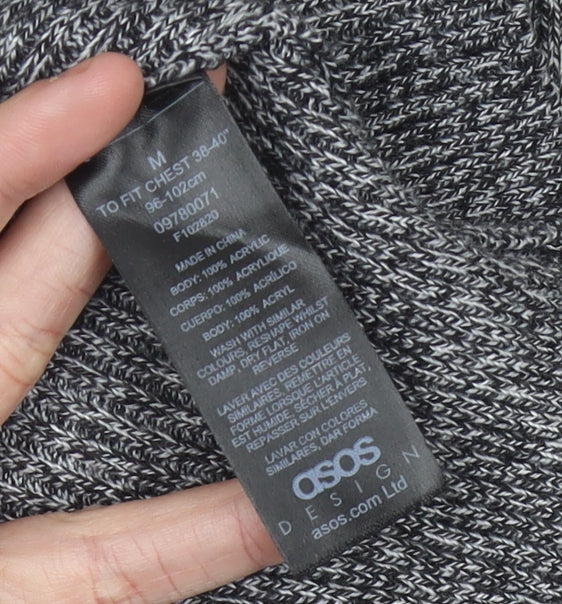 M
TO FIT CHEST 38-40"
96-102cm
09780071
F102820
MADE IN CHINA
BODY: 100% ACRYLIC
CORPS: 100% ACRYLIQUE
CUERPO: 100% ACRÍLICO
BODY: 100% ACRYL
WASH WITH SIMILAR
COLOURS, RESHAPE WHILST
DAMP, DRY FLAT, IRON ON
REVERSE
LAVER AVEC DES COULEURS
SIMILAIRES, REMETTRE EN
FORME LORSQUE L'ARTICLE
EST HUMIDE, SÉCHER À PLAT,
REPASSER SUR L'ENVERS
LAVAR CON COLORES
SIMILARES, DAR FORMA
asos
DESIGN
asos.com Ltd